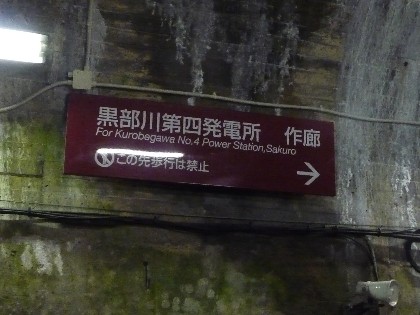 黒部川第四発電所　作廊
For Kurobegawa No.4 Power Station,Sakuro
この先歩行は禁止